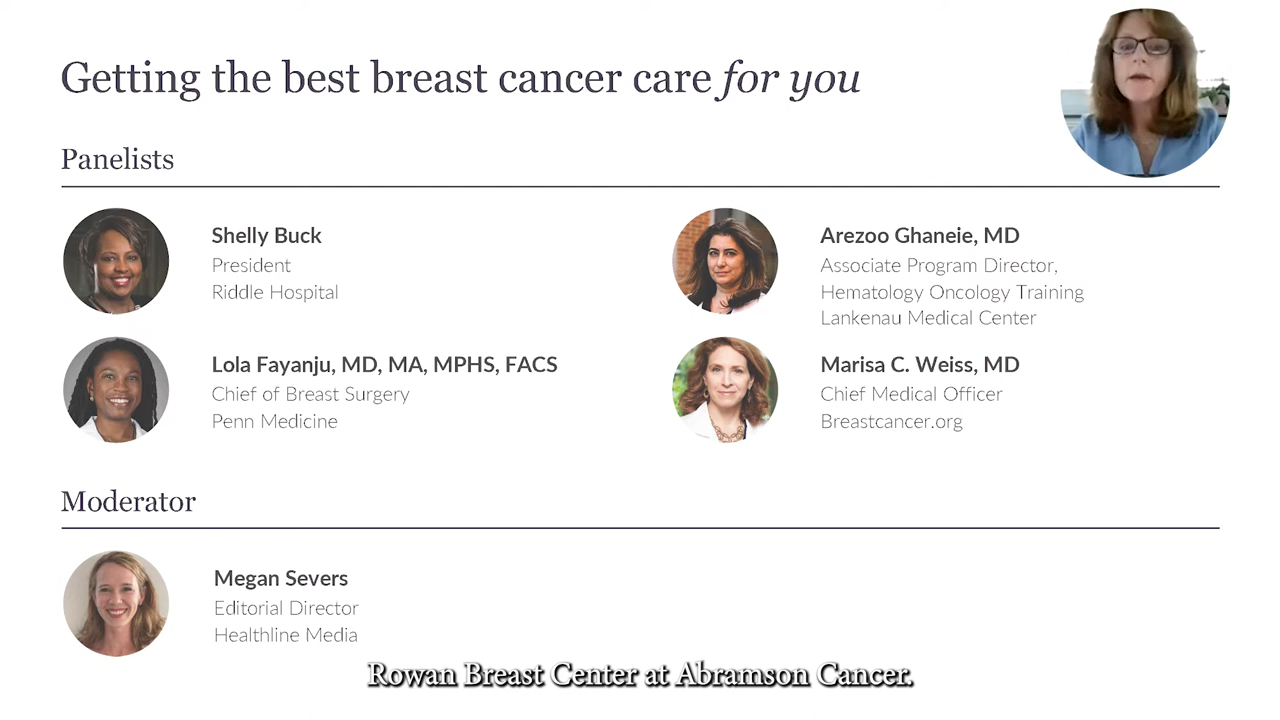 Getting the best breast cancer care for you
Panelists
Shelly Buck
President
Riddle Hospital
Arezoo Ghaneie, MD
Associate Program Director,
Hematology Oncology Training
Lankenau Medical Center
Lola Fayanju, MD, MA, MPHS, FACS
Chief of Breast Surgery
Penn Medicine
Marisa C. Weiss, MD
Chief Medical Officer
Breastcancer.org
Moderator
Megan Severs
Editorial Director
Healthline Media
Rowan Breast Center at Abramson Cancer.